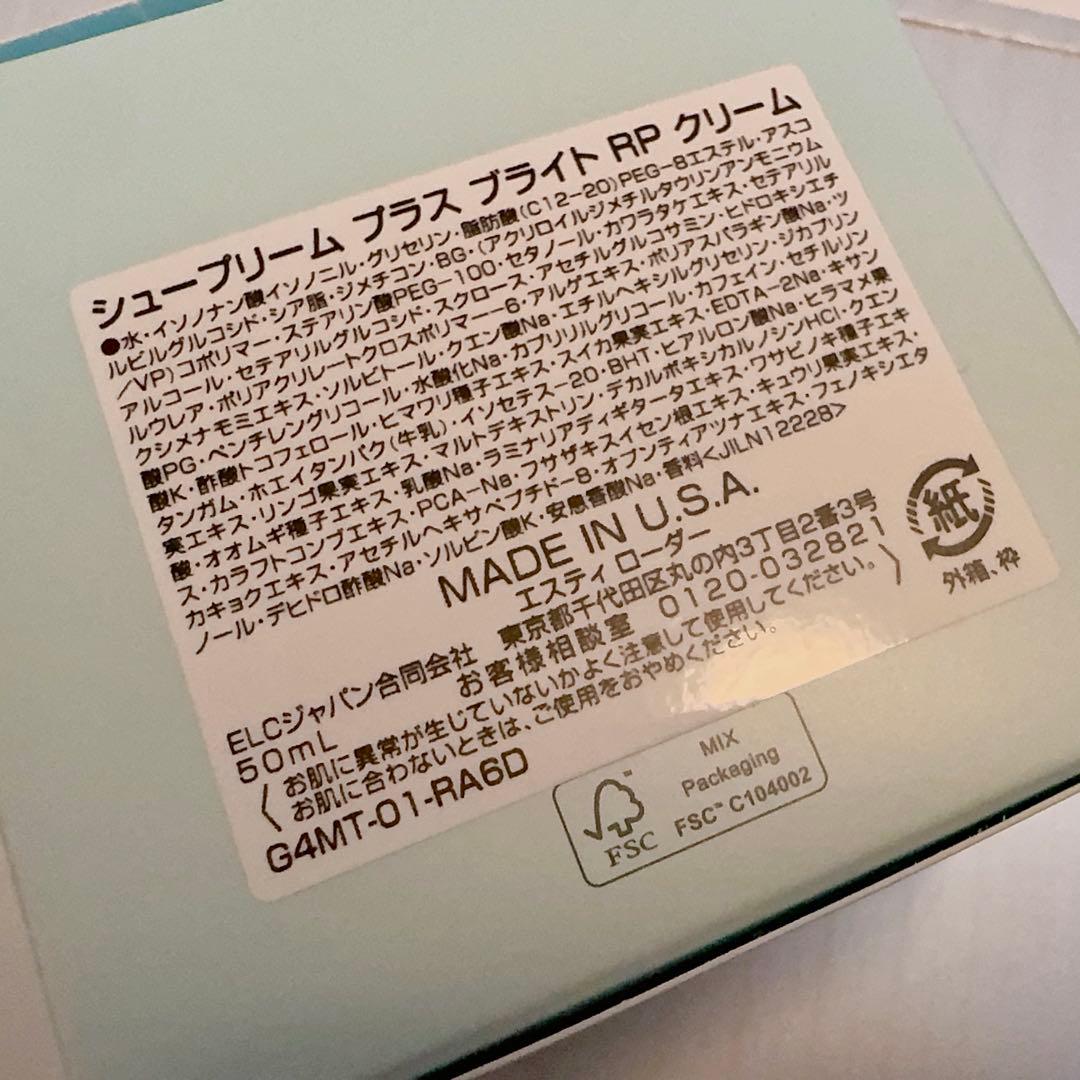 シュープリーム プラス ブライト RP クリーム
●水・イソノナン酸イソノニル・グリセリン・脂肪酸(C12-20)PEG-8エステル・アスコ
ルビルグルコシド・シア脂・ジメチコン・BG・(アクリロイルジメチルタウリンアンモニウム
/VP)コポリマー・ステアリン酸PEG-100・セタノール・カワラタケエキス・セテアリル
アルコール・セテアリルグルコシド・スクロース・アセチルグルコサミン・ヒドロキシエチ
ルウレア・ポリアクリレートクロスポリマー-6・アルゲエキス・ポリアスパラギン酸Na・ツ
クシメナモミエキス・ソルビトール・クエン酸Na・エチルヘキシルグリセリン・ジカプリン
酸PG・ペンチレングリコール・水酸化Na・カプリリルグリコール・カフェイン・セチルリン
酸K・酢酸トコフェロール・ヒマワリ種子エキス・スイカ果実エキス・EDTA-2Na・キサン
タンガム・ホエイタンパク(牛乳)・イソセテス-20・BHT・ヒアルロン酸Na・ヒラマメ果
実エキス・リンゴ果実エキス・マルトデキストリン・デカルボキシカルノシンHCl・クエン
酸・オオムギ種子エキス・乳酸Na・ラミナリアディギタータエキス・ワサビノキ種子エキ
ス・カラフトコンブエキス・PCA-Na・フサザキスイセン根エキス・キュウリ果実エキス・
カキョクエキス・アセチルヘキサペプチド-8・オプンティアツナエキス・フェノキシエタ
ノール・デヒドロ酢酸Na・ソルビン酸K・安息香酸Na・香料<JILN12228>
MADE IN U.S.A.
エスティ ローダー
ELCジャパン合同会社 東京都千代田区丸の内3丁目2番3号
50mL お客様相談室 0120-032821
お肌に異常が生じていないかよく注意して使用してください。
お肌に合わないときは、ご使用をおやめください。
G4MT-01-RA6D
紙
外箱、枠
FSC™
MIX
Packaging
FSC™ C104002